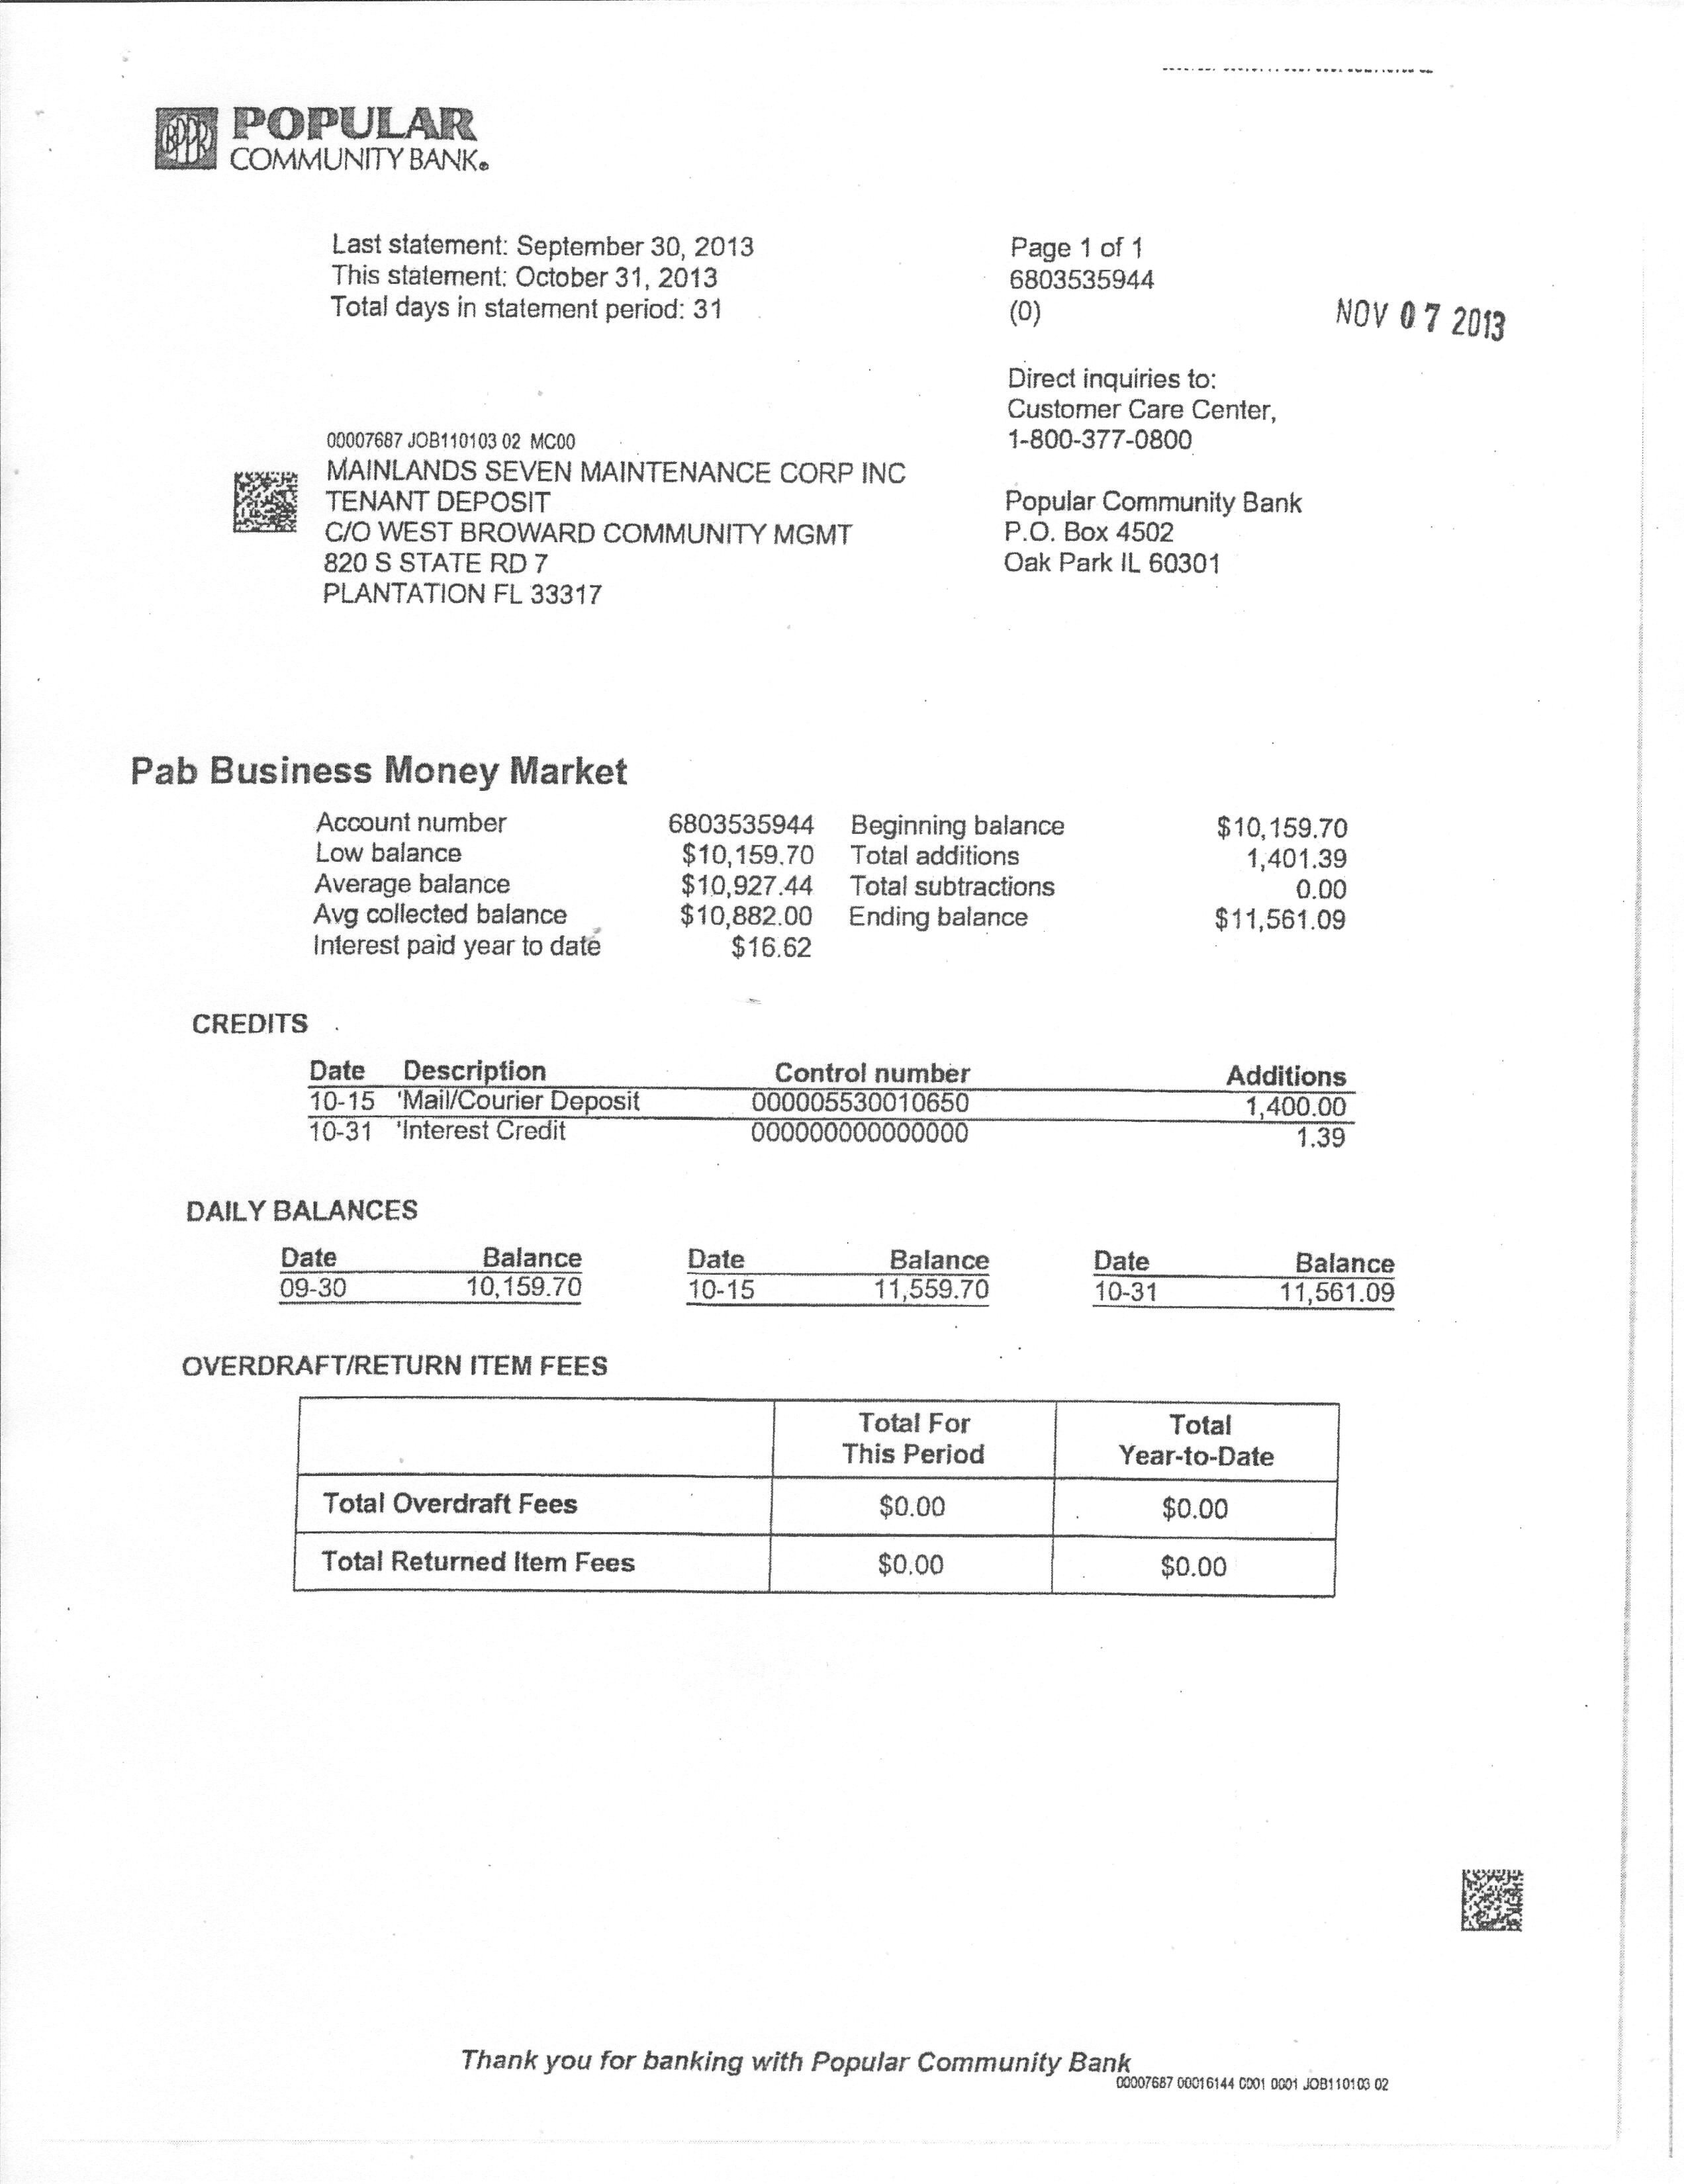 BPPR
POPULAR
COMMUNITY BANK®
Last statement: September 30, 2013
This statement: October 31, 2013
Total days in statement period: 31
Page 1 of 1
6803535944
(0)
NOV 07 2013
Direct inquiries to:
Customer Care Center,
1-800-377-0800
00007687 JOB110103 02 MC00
MAINLANDS SEVEN MAINTENANCE CORP INC
TENANT DEPOSIT
C/O WEST BROWARD COMMUNITY MGMT
820 S STATE RD 7
PLANTATION FL 33317
Popular Community Bank
P.O. Box 4502
Oak Park IL 60301
Pab Business Money Market
Account number 6803535944 Beginning balance $10,159.70
Low balance $10,159.70 Total additions 1,401.39
Average balance $10,927.44 Total subtractions 0.00
Avg collected balance $10,882.00 Ending balance $11,561.09
Interest paid year to date $16.62
CREDITS
Date Description Control number Additions
10-15 'Mail/Courier Deposit 000005530010650 1,400.00
10-31 'Interest Credit 000000000000000 1.39
DAILY BALANCES
Date Balance Date Balance Date Balance
09-30 10,159.70 10-15 11,559.70 10-31 11,561.09
OVERDRAFT/RETURN ITEM FEES
Total For Total
This Period Year-to-Date
Total Overdraft Fees $0.00 $0.00
Total Returned Item Fees $0.00 $0.00
Thank you for banking with Popular Community Bank
00007687 00016144 0001 0001 JOB110103 02